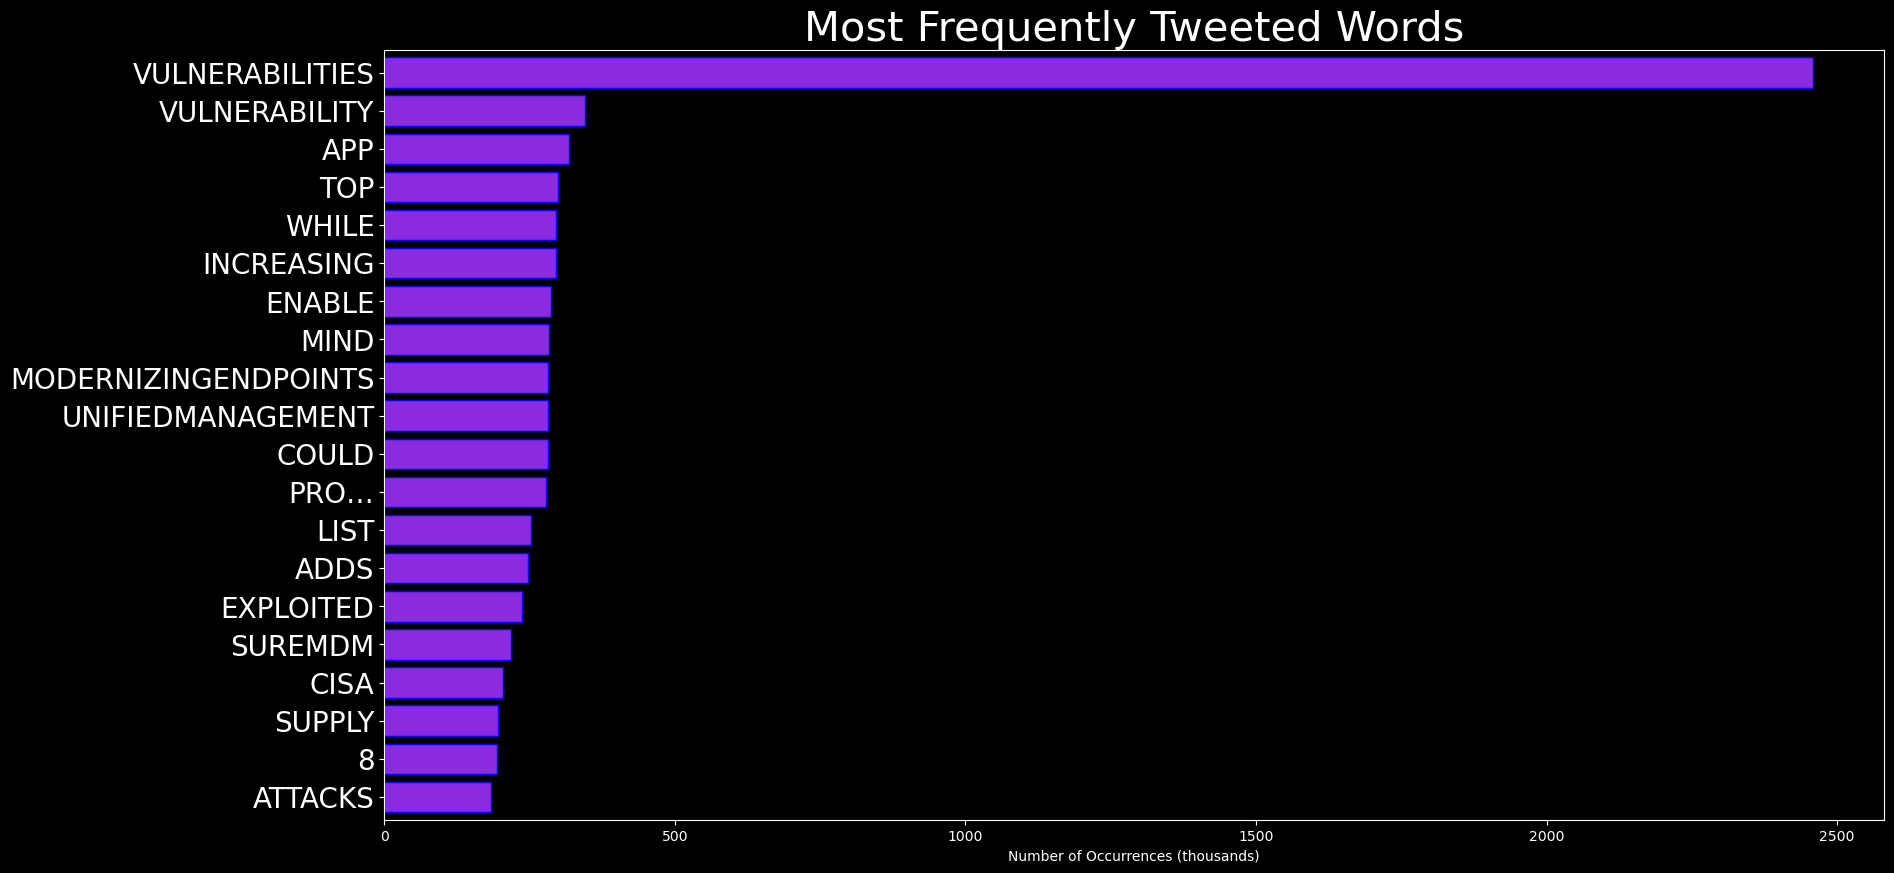 Most Frequently Tweeted Words
VULNERABILITIES
VULNERABILITY
APP
TOP
WHILE
INCREASING
ENABLE
MIND
MODERNIZINGENDPOINTS
UNIFIEDMANAGEMENT
COULD
PRO…
LIST
ADDS
EXPLOITED
SUREMDM
CISA
SUPPLY
8
ATTACKS
0 500 1000 1500 2000 2500
Number of Occurrences (thousands)